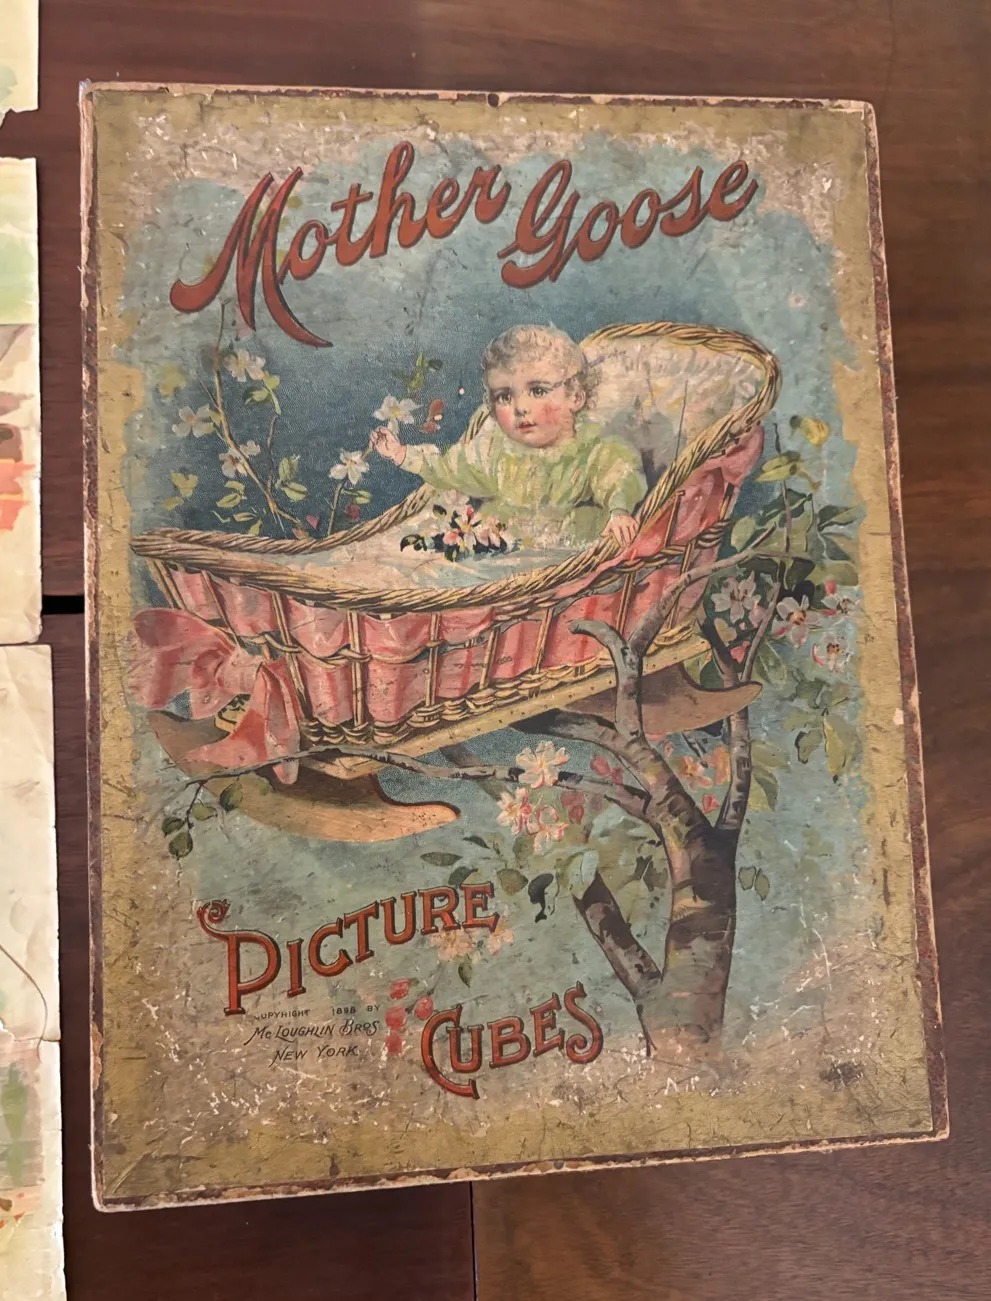 Mother Goose
PICTURE
COPYRIGHT 1898 BY
McLOUGHLIN BROS
NEW YORK
CUBES